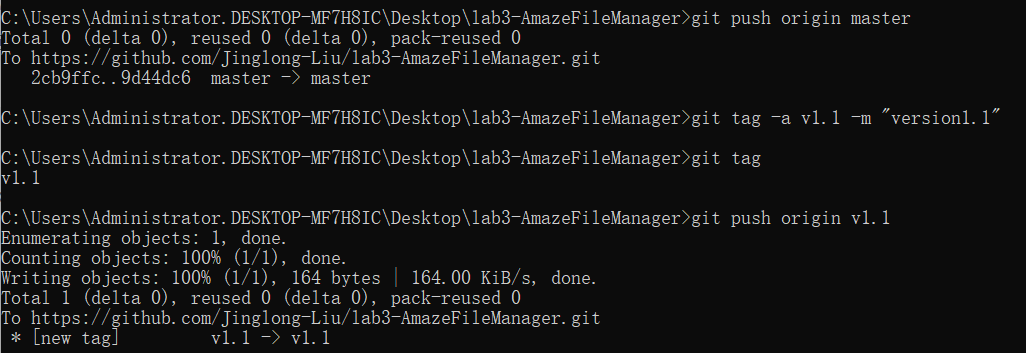 C:\Users\Administrator.DESKTOP-MF7H8IC\Desktop\lab3-AmazeFileManager>git push origin master
Total 0 (delta 0), reused 0 (delta 0), pack-reused 0
To https://github.com/Jinglong-Liu/lab3-AmazeFileManager.git
   2cb9ffc..9d44dc6  master -> master
C:\Users\Administrator.DESKTOP-MF7H8IC\Desktop\lab3-AmazeFileManager>git tag -a v1.1 -m "version1.1"
C:\Users\Administrator.DESKTOP-MF7H8IC\Desktop\lab3-AmazeFileManager>git tag
v1.1
C:\Users\Administrator.DESKTOP-MF7H8IC\Desktop\lab3-AmazeFileManager>git push origin v1.1
Enumerating objects: 1, done.
Counting objects: 100% (1/1), done.
Writing objects: 100% (1/1), 164 bytes | 164.00 KiB/s, done.
Total 1 (delta 0), reused 0 (delta 0), pack-reused 0
To https://github.com/Jinglong-Liu/lab3-AmazeFileManager.git
 * [new tag]         v1.1 -> v1.1